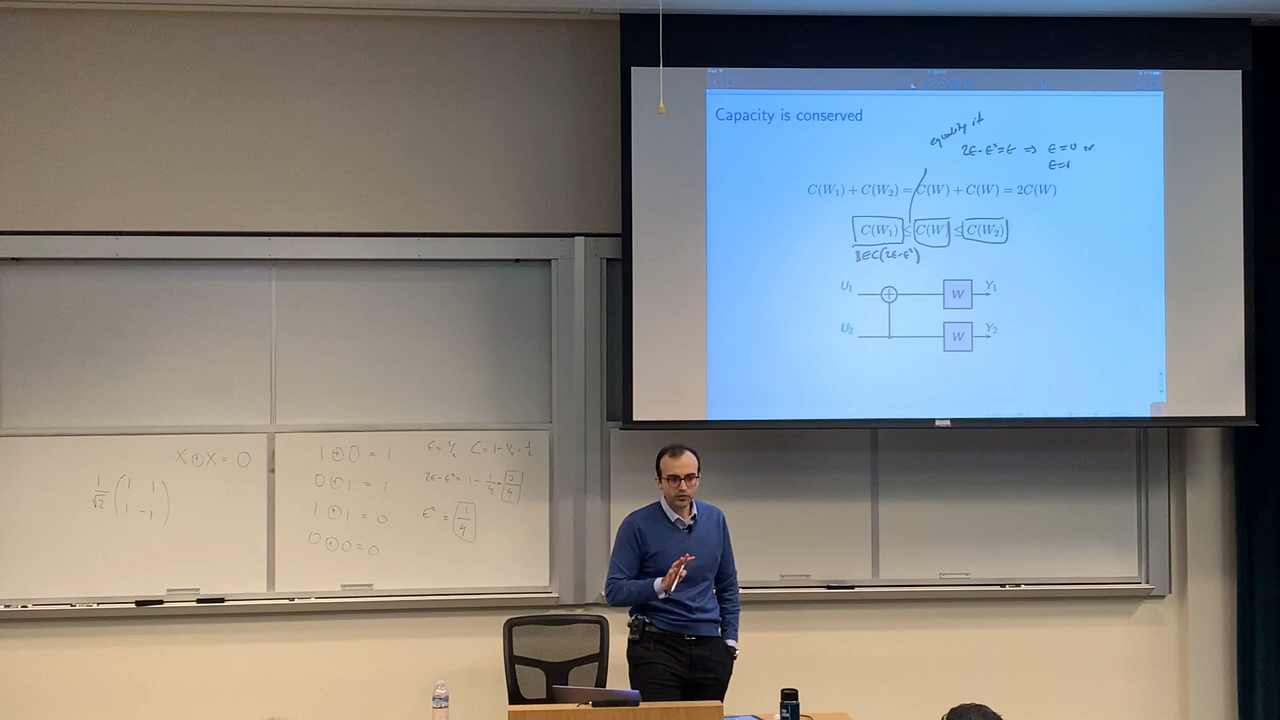 Capacity is conserved
equality if
2ϵ-ϵ²=ϵ ⇒ ϵ=0 or
ϵ=1
C(W₁) + C(W₂) = C(W) + C(W) = 2C(W)
C(W₁) ≤ C(W) ≤ C(W₂)
BEC(2ϵ-ϵ²)
U₁ + W Y₁
U₂ W Y₂
X⊕X=0
1/√2 (1 1
1 -1)
1⊕0=1
0⊕1=1
1⊕1=0
0⊕0=0
ϵ=½ C=1-½=½
2ϵ-ϵ²=1-1/4=3/4
ϵ²=1/4